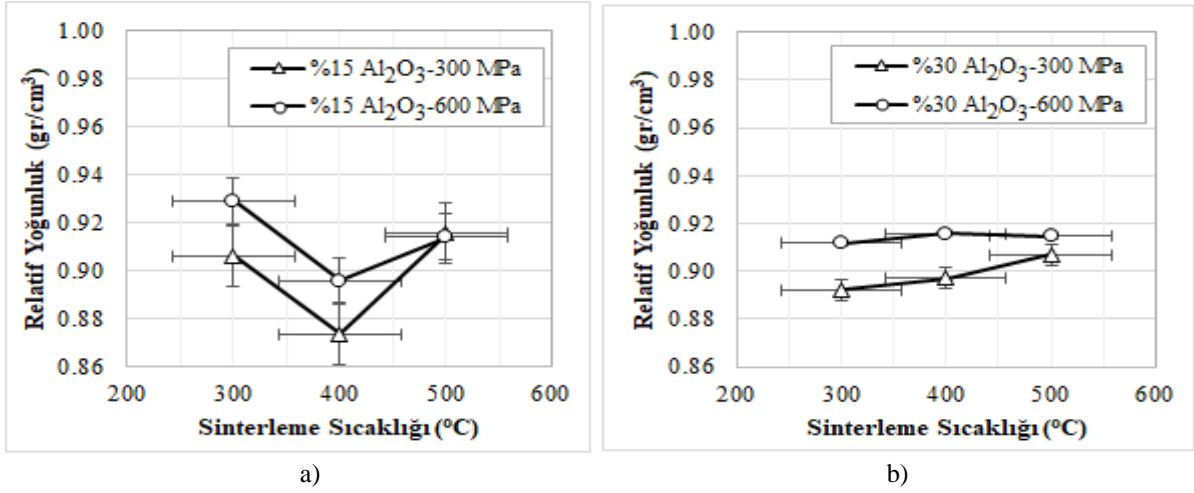 1.00
0.98
0.96
0.94
0.92
0.90
0.88
0.86
200 300 400 500 600
Relatif Yoğunluk (gr/cm³)
Sinterleme Sıcaklığı (ºC)
%15 Al₂O₃-300 MPa
%15 Al₂O₃-600 MPa
a)
1.00
0.98
0.96
0.94
0.92
0.90
0.88
0.86
200 300 400 500 600
Relatif Yoğunluk (gr/cm³)
Sinterleme Sıcaklığı (ºC)
%30 Al₂O₃-300 MPa
%30 Al₂O₃-600 MPa
b)